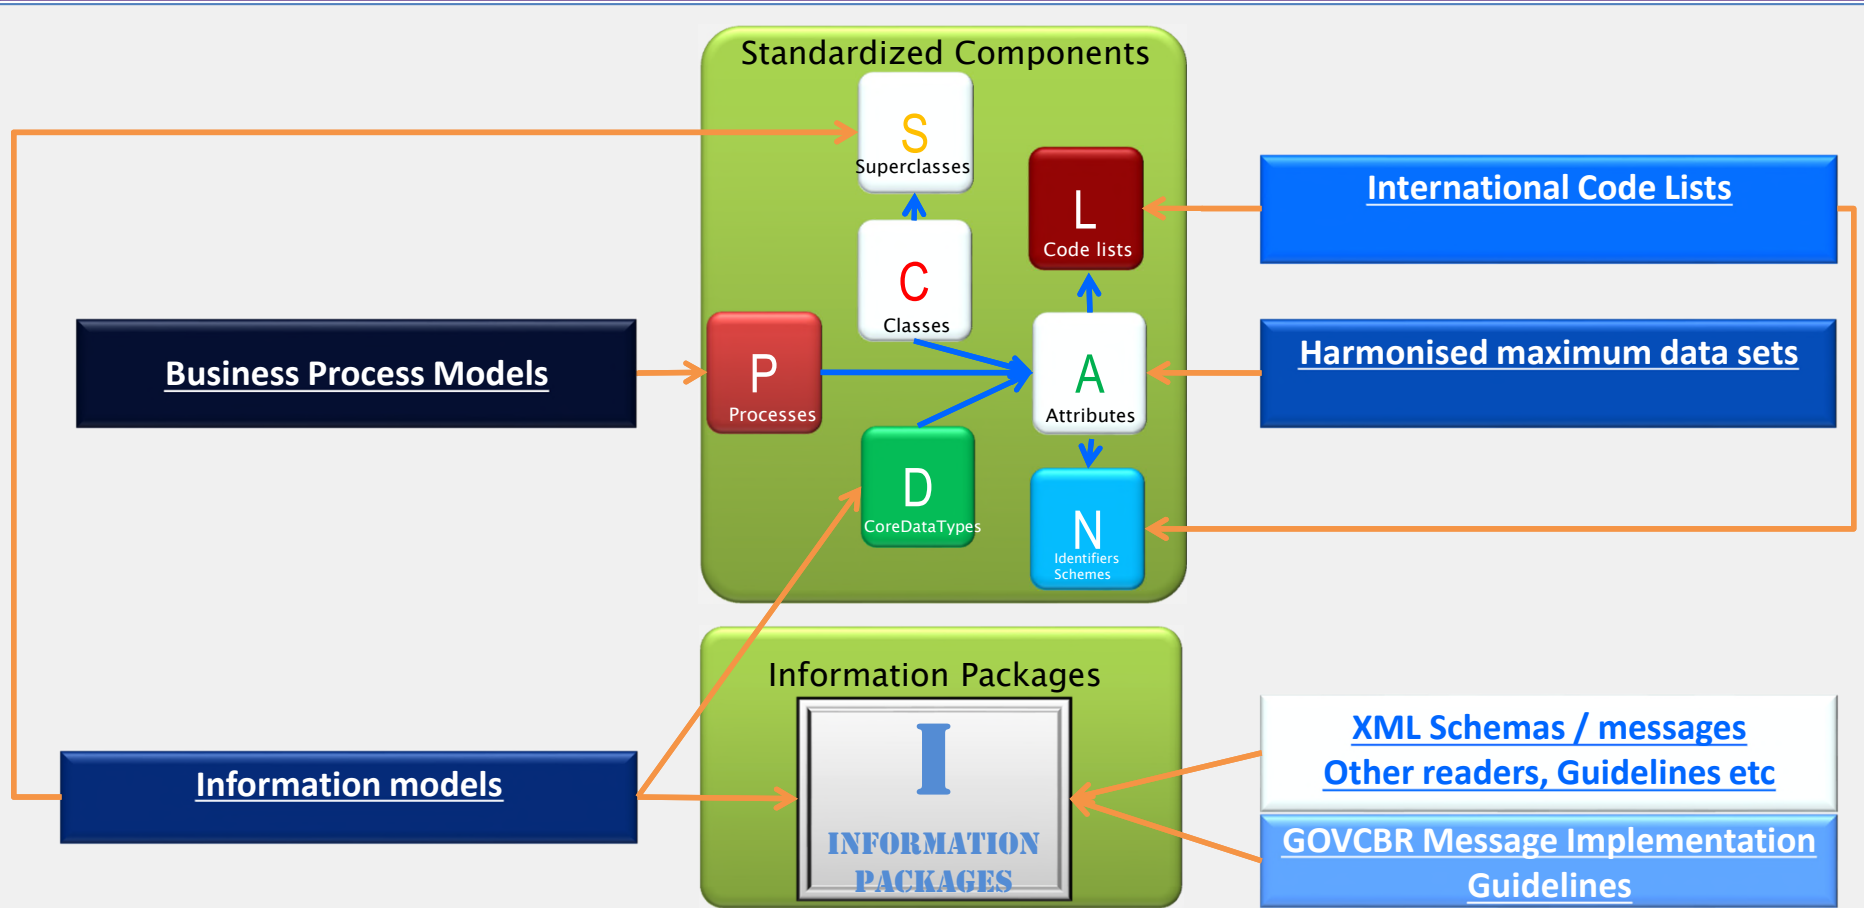 Standardized Components
S
Superclasses
L
Code lists
International Code Lists
C
Classes
Business Process Models
P
Processes
A
Attributes
Harmonised maximum data sets
D
CoreDataTypes
N
Identifiers
Schemes
Information Packages
Information models
I
INFORMATION
PACKAGES
XML Schemas / messages
Other readers, Guidelines etc
GOVCBR Message Implementation
Guidelines